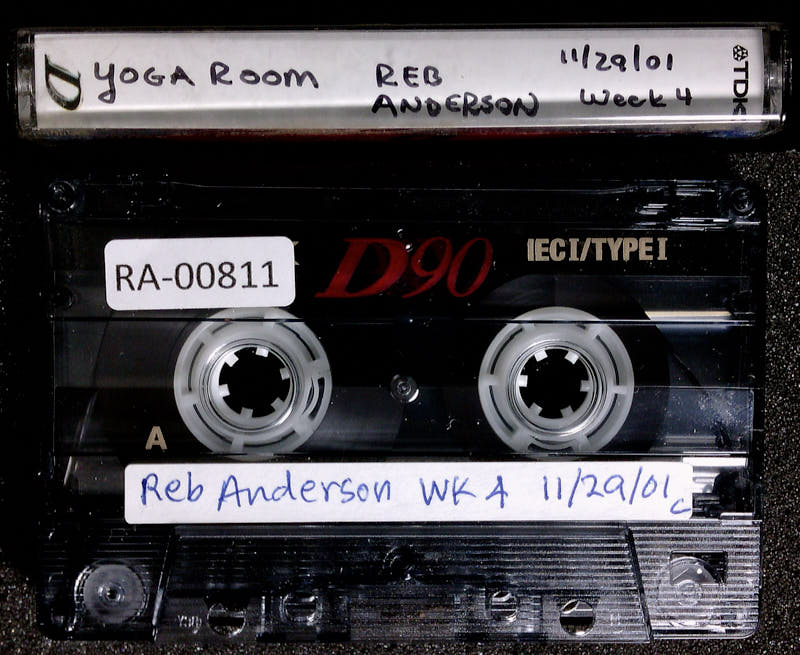 D YOGA ROOM REB 11/29/01 TDK
ANDERSON Week 4
RA-00811 D90 IECI/TYPE I
A
Reb Anderson WK 4 11/29/01 c